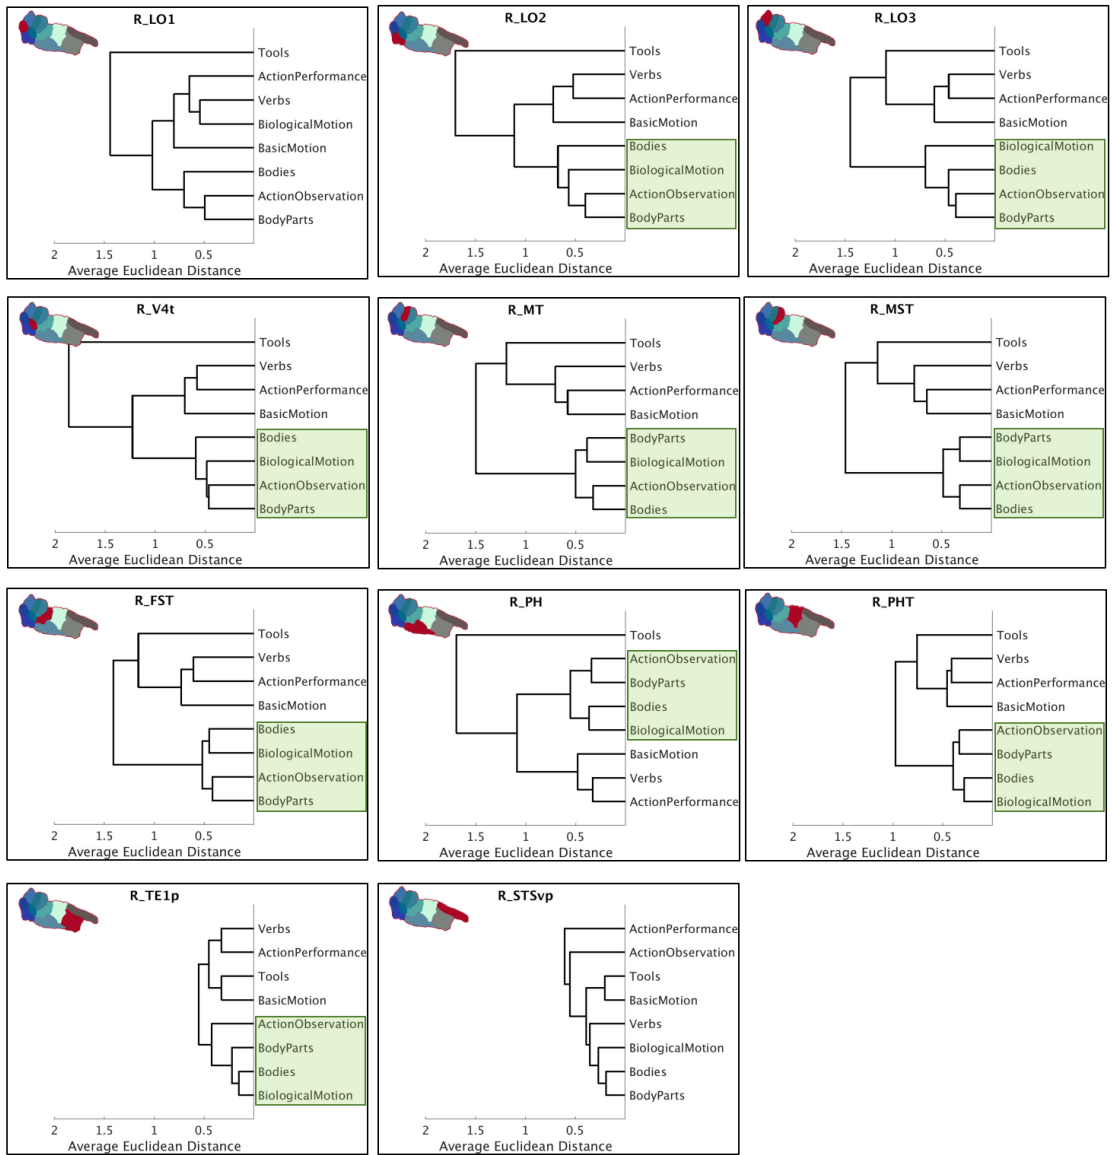 R_LO1
Tools
ActionPerformance
Verbs
BiologicalMotion
BasicMotion
Bodies
ActionObservation
BodyParts
2 1.5 1 0.5
Average Euclidean Distance
R_LO2
Tools
Verbs
ActionPerformance
BasicMotion
Bodies
BiologicalMotion
ActionObservation
BodyParts
2 1.5 1 0.5
Average Euclidean Distance
R_LO3
Tools
Verbs
ActionPerformance
BasicMotion
BiologicalMotion
Bodies
ActionObservation
BodyParts
2 1.5 1 0.5
Average Euclidean Distance
R_V4t
Tools
Verbs
ActionPerformance
BasicMotion
Bodies
BiologicalMotion
ActionObservation
BodyParts
2 1.5 1 0.5
Average Euclidean Distance
R_MT
Tools
Verbs
ActionPerformance
BasicMotion
BodyParts
BiologicalMotion
ActionObservation
Bodies
2 1.5 1 0.5
Average Euclidean Distance
R_MST
Tools
Verbs
ActionPerformance
BasicMotion
BodyParts
BiologicalMotion
ActionObservation
Bodies
2 1.5 1 0.5
Average Euclidean Distance
R_FST
Tools
Verbs
ActionPerformance
BasicMotion
Bodies
BiologicalMotion
ActionObservation
BodyParts
2 1.5 1 0.5
Average Euclidean Distance
R_PH
Tools
ActionObservation
BodyParts
Bodies
BiologicalMotion
BasicMotion
Verbs
ActionPerformance
2 1.5 1 0.5
Average Euclidean Distance
R_PHT
Tools
Verbs
ActionPerformance
BasicMotion
ActionObservation
BodyParts
Bodies
BiologicalMotion
2 1.5 1 0.5
Average Euclidean Distance
R_TE1p
Verbs
ActionPerformance
Tools
BasicMotion
ActionObservation
BodyParts
Bodies
BiologicalMotion
2 1.5 1 0.5
Average Euclidean Distance
R_STSvp
ActionPerformance
ActionObservation
Tools
BasicMotion
Verbs
BiologicalMotion
Bodies
BodyParts
2 1.5 1 0.5
Average Euclidean Distance